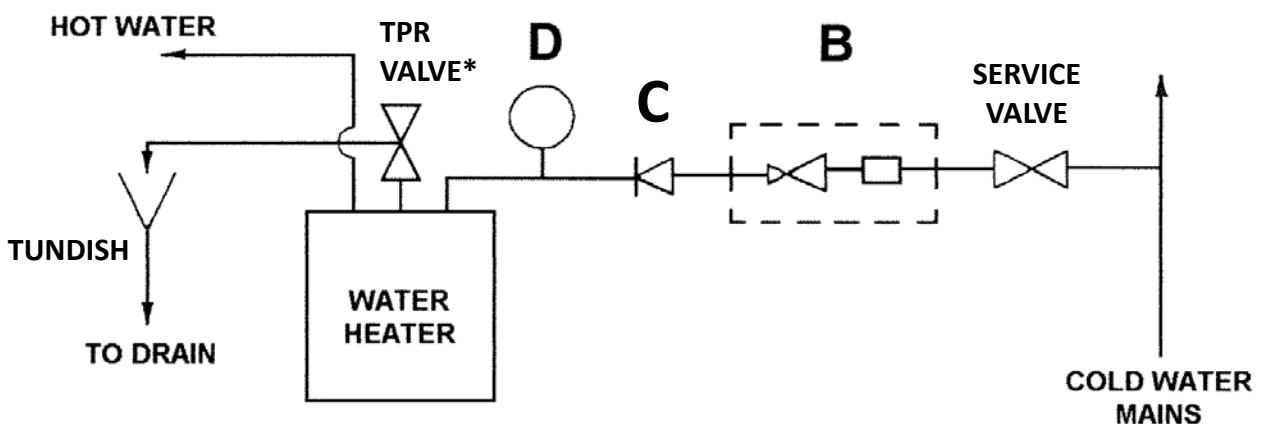 HOT WATER
TPR
VALVE*
D
B
C
SERVICE
VALVE
TUNDISH
WATER
HEATER
TO DRAIN
COLD WATER
MAINS